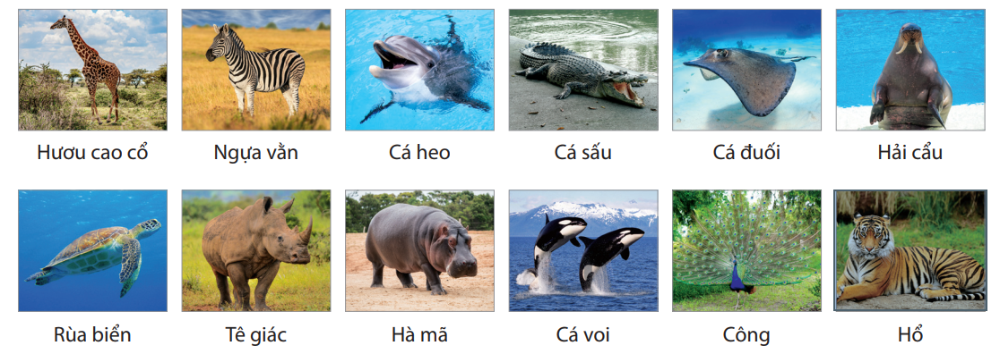 Hươu cao cổ
Ngựa vằn
Cá heo
Cá sấu
Cá đuối
Hải cẩu
Rùa biển
Tê giác
Hà mã
Cá voi
Công
Hổ